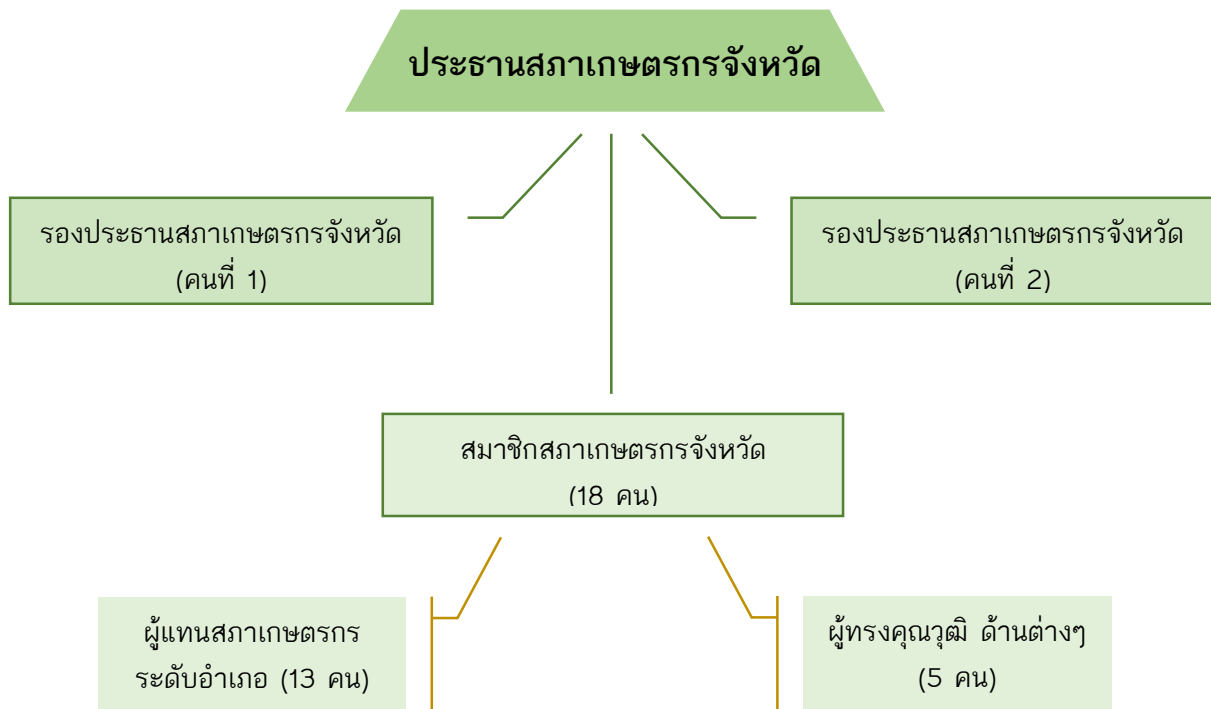 ประธานสภาเกษตรกรจังหวัด
รองประธานสภาเกษตรกรจังหวัด
(คนที่ 1)
รองประธานสภาเกษตรกรจังหวัด
(คนที่ 2)
สมาชิกสภาเกษตรกรจังหวัด
(18 คน)
ผู้แทนสภาเกษตรกร
ระดับอำเภอ (13 คน)
ผู้ทรงคุณวุฒิ ด้านต่างๆ
(5 คน)